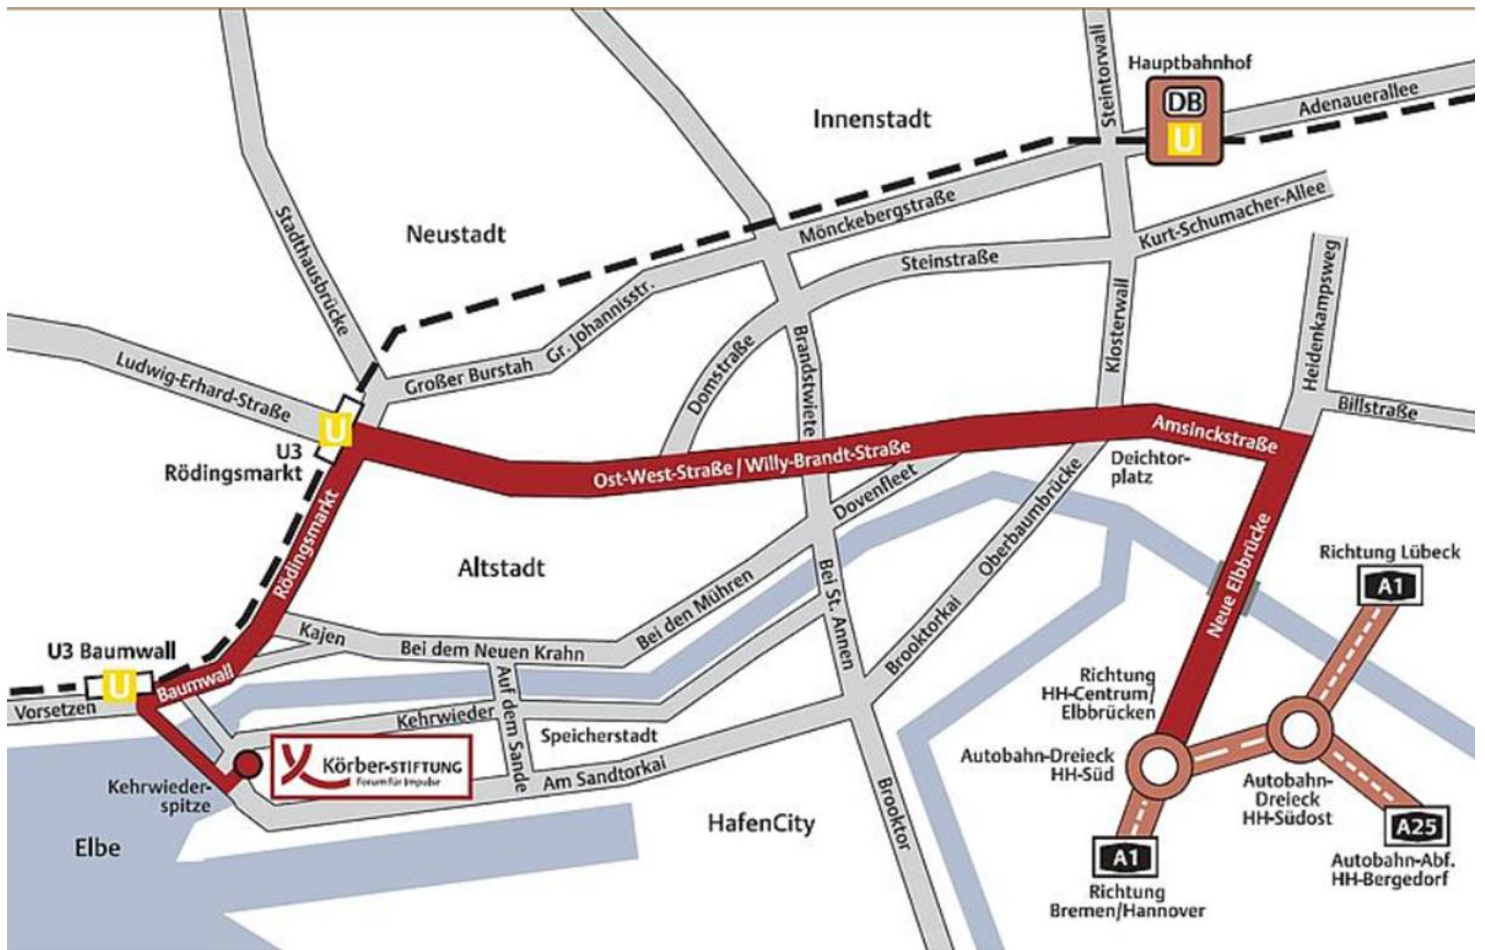 Steintorwall
Hauptbahnhof
DB
U
Adenauerallee
Innenstadt
Mönckebergstraße
Kurt-Schumacher-Allee
Stadthausbrücke
Neustadt
Steinstraße
Heidenkampsweg
Gr. Johannisstr.
Großer Burstah
Domstraße
Brandstwiete
Klosterwall
Billstraße
Ludwig-Erhard-Straße
U
U3
Rödingsmarkt
Ost-West-Straße / Willy-Brandt-Straße
Amsinckstraße
Deichtor-
platz
Dovenfleet
Rödingsmarkt
Altstadt
Oberbaumbrücke
Neue Elbbrücke
Richtung Lübeck
A1
Bei den Mühren
Bei St. Annen
Brooktorkai
Kajen
Bei dem Neuen Krahn
U3 Baumwall
U
Baumwall
Vorsetzen
Auf dem Sande
Kehrwieder
Speicherstadt
Richtung
HH-Centrum/
Elbbrücken
Autobahn-Dreieck
HH-Süd
Autobahn-
Dreieck
HH-Südost
Körber-STIFTUNG
Forum für Impulse
Kehrwieder-
spitze
Am Sandtorkai
Brooktor
HafenCity
Elbe
A25
Autobahn-Abf.
HH-Bergedorf
A1
Richtung
Bremen/Hannover